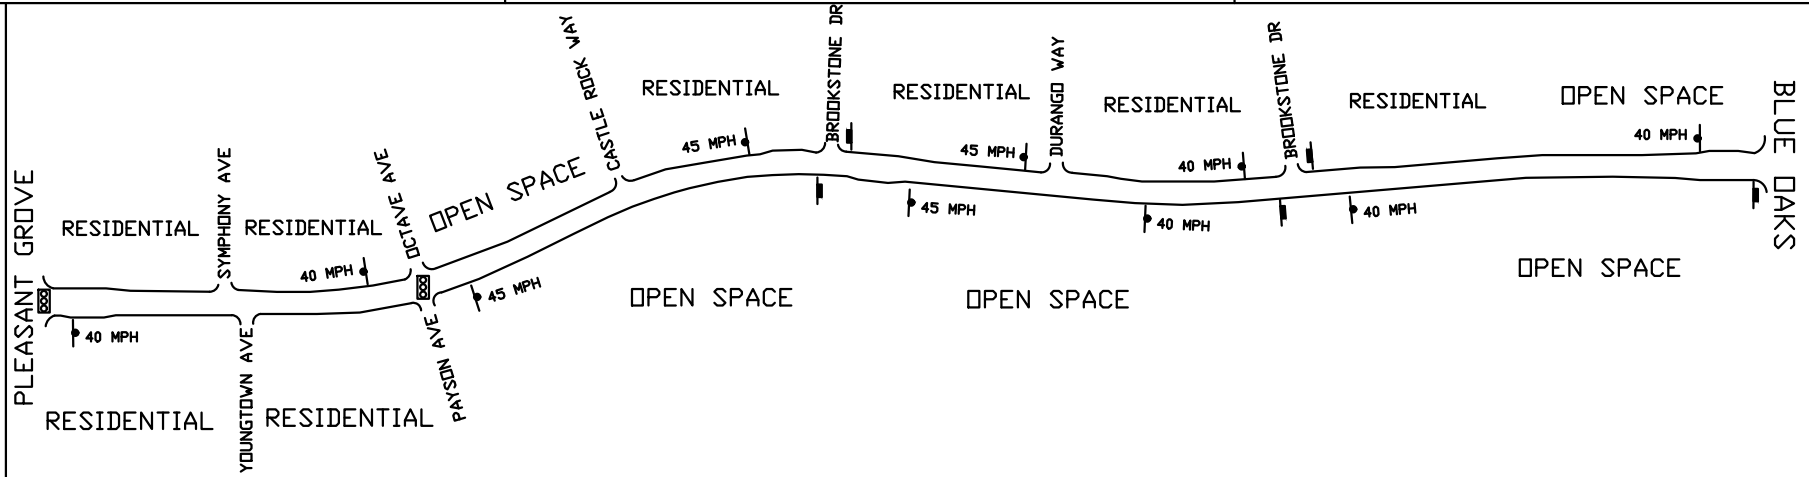 PLEASANT GROVE
RESIDENTIAL
SYMPHONY AVE
RESIDENTIAL
OCTAVE AVE
OPEN SPACE
CASTLE ROCK WAY
RESIDENTIAL
BROOKSTONE DR
RESIDENTIAL
DURANGO WAY
RESIDENTIAL
BROOKSTONE DR
RESIDENTIAL
OPEN SPACE
BLUE OAKS
40 MPH
45 MPH
45 MPH
40 MPH
40 MPH
40 MPH
45 MPH
45 MPH
40 MPH
40 MPH
RESIDENTIAL
YOUNGTOWN AVE
RESIDENTIAL
PAYSON AVE
OPEN SPACE
OPEN SPACE
OPEN SPACE